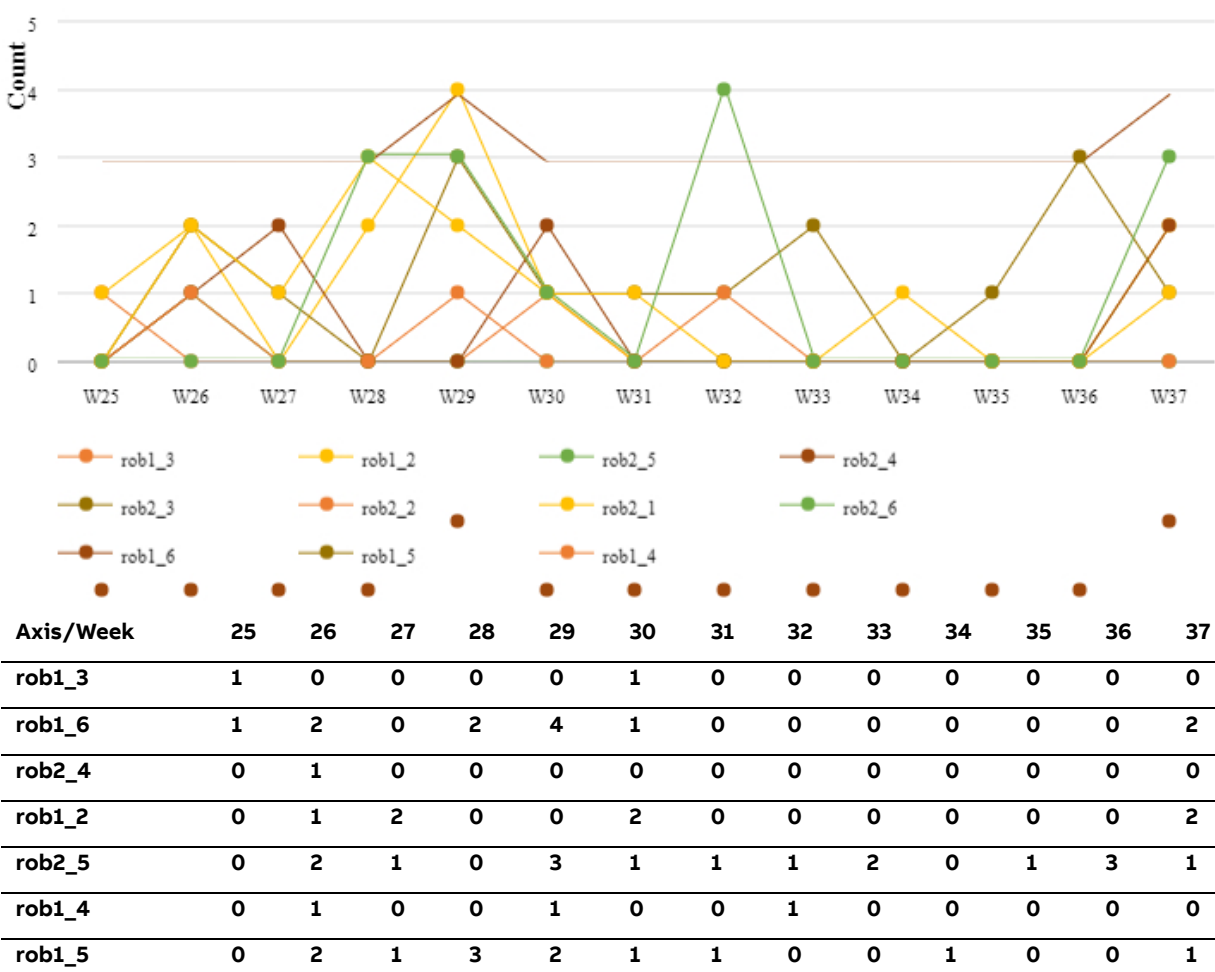 5
Count
4
3
2
1
0
W25 W26 W27 W28 W29 W30 W31 W32 W33 W34 W35 W36 W37
rob1_3 rob1_2 rob2_5 rob2_4
rob2_3 rob2_2 rob2_1 rob2_6
rob1_6 rob1_5 rob1_4
Axis/Week 25 26 27 28 29 30 31 32 33 34 35 36 37
rob1_3 1 0 0 0 0 1 0 0 0 0 0 0 0
rob1_6 1 2 0 2 4 1 0 0 0 0 0 0 2
rob2_4 0 1 0 0 0 0 0 0 0 0 0 0 0
rob1_2 0 1 2 0 0 2 0 0 0 0 0 0 2
rob2_5 0 2 1 0 3 1 1 1 2 0 1 3 1
rob1_4 0 1 0 0 1 0 0 1 0 0 0 0 0
rob1_5 0 2 1 3 2 1 1 0 0 1 0 0 1